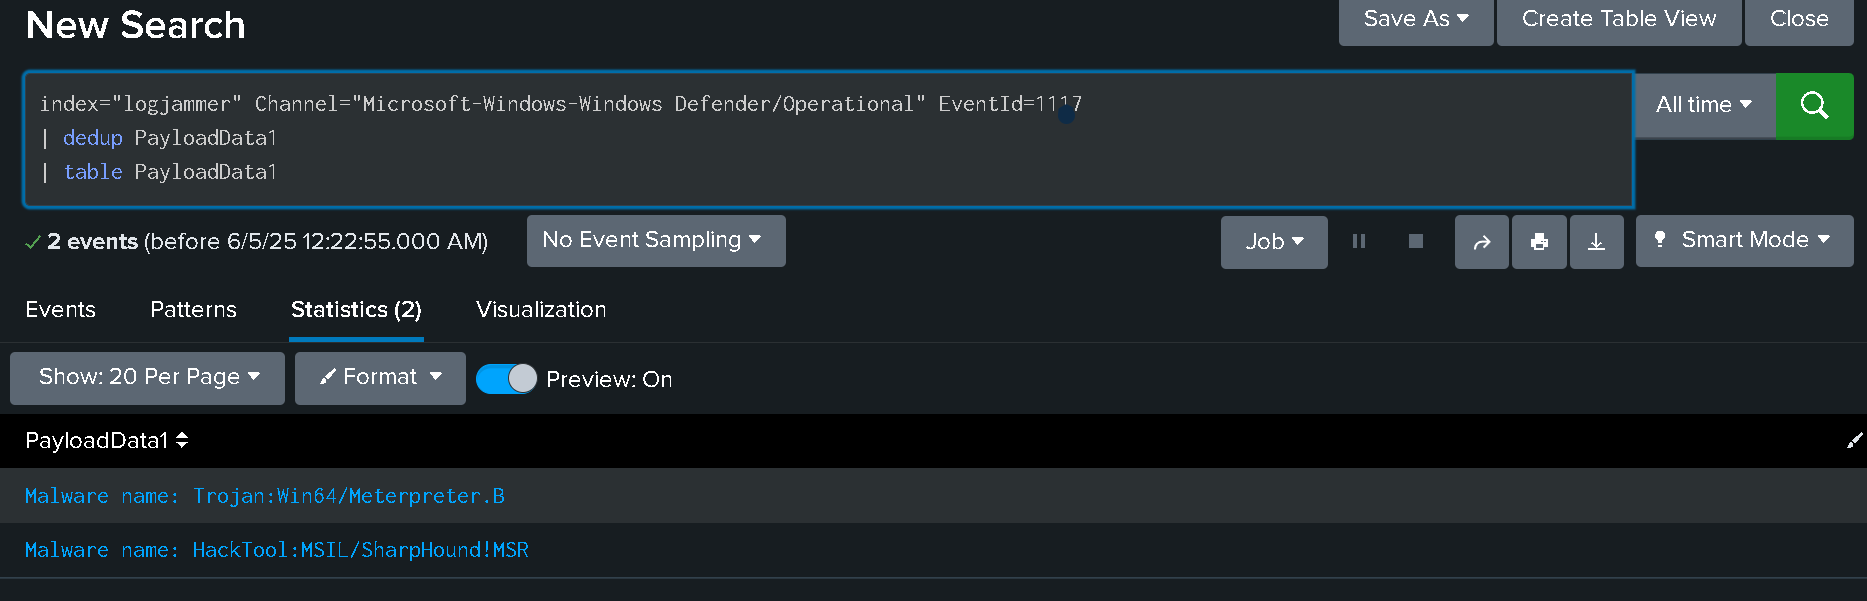 New Search
Save As
Create Table View
Close
index="logjammer" Channel="Microsoft-Windows-Windows Defender/Operational" EventId=1117
| dedup PayloadData1
| table PayloadData1
All time
2 events (before 6/5/25 12:22:55.000 AM)
No Event Sampling
Job
Smart Mode
Events
Patterns
Statistics (2)
Visualization
Show: 20 Per Page
Format
Preview: On
PayloadData1
Malware name: Trojan:Win64/Meterpreter.B
Malware name: HackTool:MSIL/SharpHound!MSR